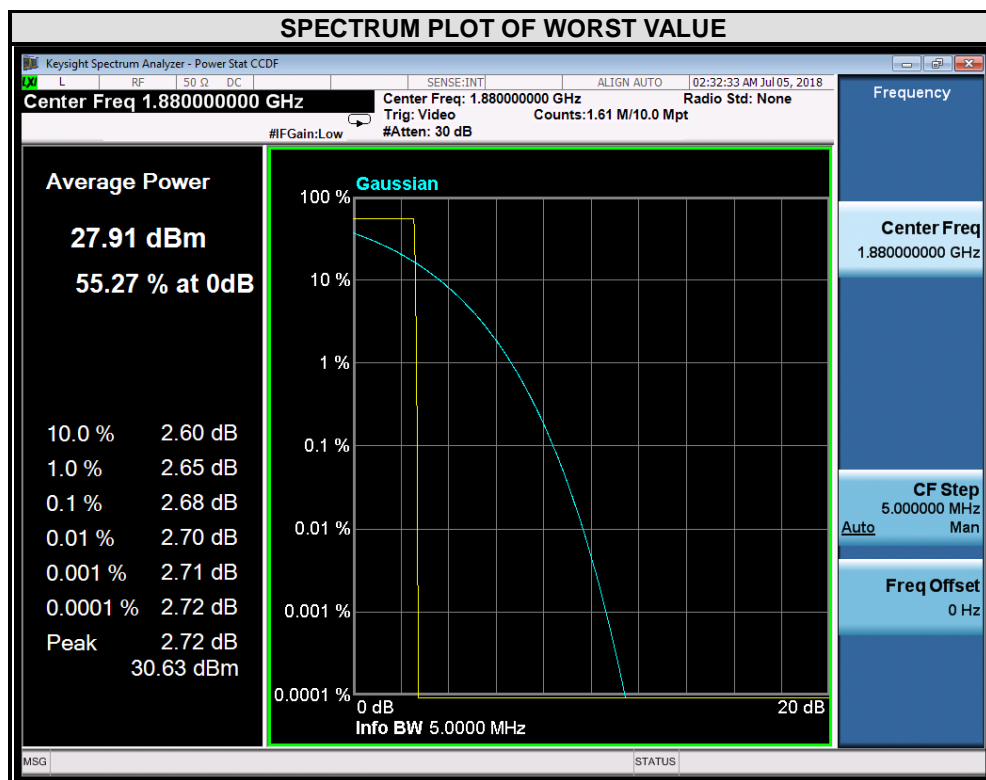 SPECTRUM PLOT OF WORST VALUE
Keysight Spectrum Analyzer - Power Stat CCDF
LXI L RF 50 Ω DC SENSE:INT ALIGN AUTO 02:32:33 AM Jul 05, 2018
Center Freq 1.880000000 GHz
Center Freq: 1.880000000 GHz Radio Std: None
Trig: Video Counts:1.61 M/10.0 Mpt
#IFGain:Low #Atten: 30 dB
Frequency
Average Power
27.91 dBm
55.27 % at 0dB
10.0 % 2.60 dB
1.0 % 2.65 dB
0.1 % 2.68 dB
0.01 % 2.70 dB
0.001 % 2.71 dB
0.0001 % 2.72 dB
Peak 2.72 dB
30.63 dBm
Gaussian
100 %
10 %
1 %
0.1 %
0.01 %
0.001 %
0.0001 %
0 dB 20 dB
Info BW 5.0000 MHz
Center Freq
1.880000000 GHz
CF Step
5.000000 MHz
Auto Man
Freq Offset
0 Hz
MSG STATUS